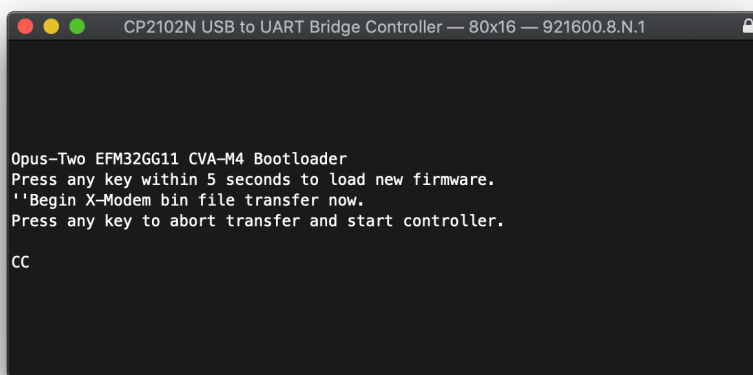 CP2102N USB to UART Bridge Controller — 80x16 — 921600.8.N.1
Opus-Two EFM32GG11 CVA-M4 Bootloader
Press any key within 5 seconds to load new firmware.
''Begin X-Modem bin file transfer now.
Press any key to abort transfer and start controller.
CC